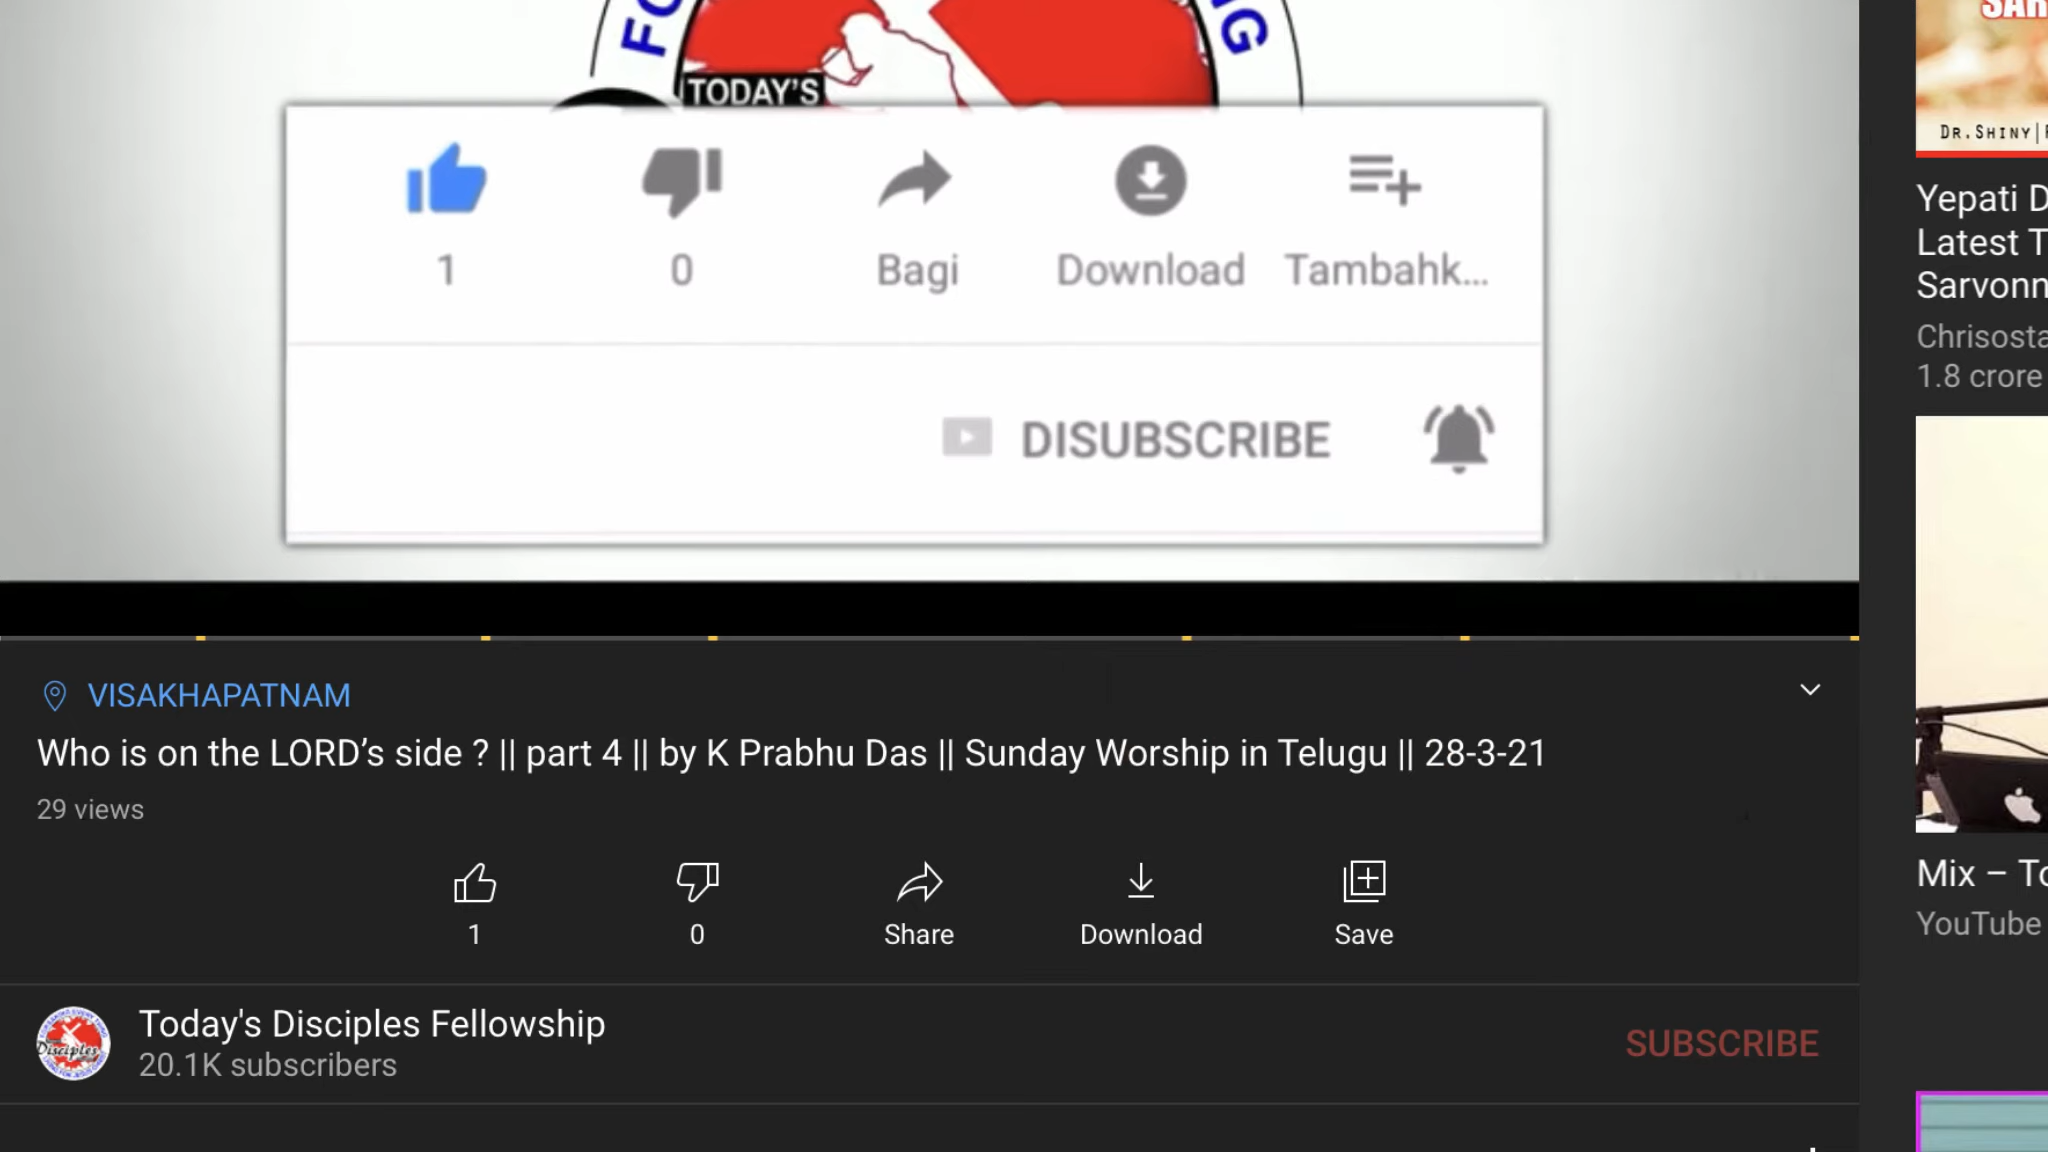 TODAY'S
1
0
Bagi
Download
Tambahk...
DISUBSCRIBE
VISAKHAPATNAM
Who is on the LORD’s side ? || part 4 || by K Prabhu Das || Sunday Worship in Telugu || 28-3-21
29 views
1
0
Share
Download
Save
Today's Disciples Fellowship
20.1K subscribers
SUBSCRIBE
DR.SHINY|
Yepati
Latest
Sarvonn
Chrisosta
1.8 crore
Mix –
YouTube